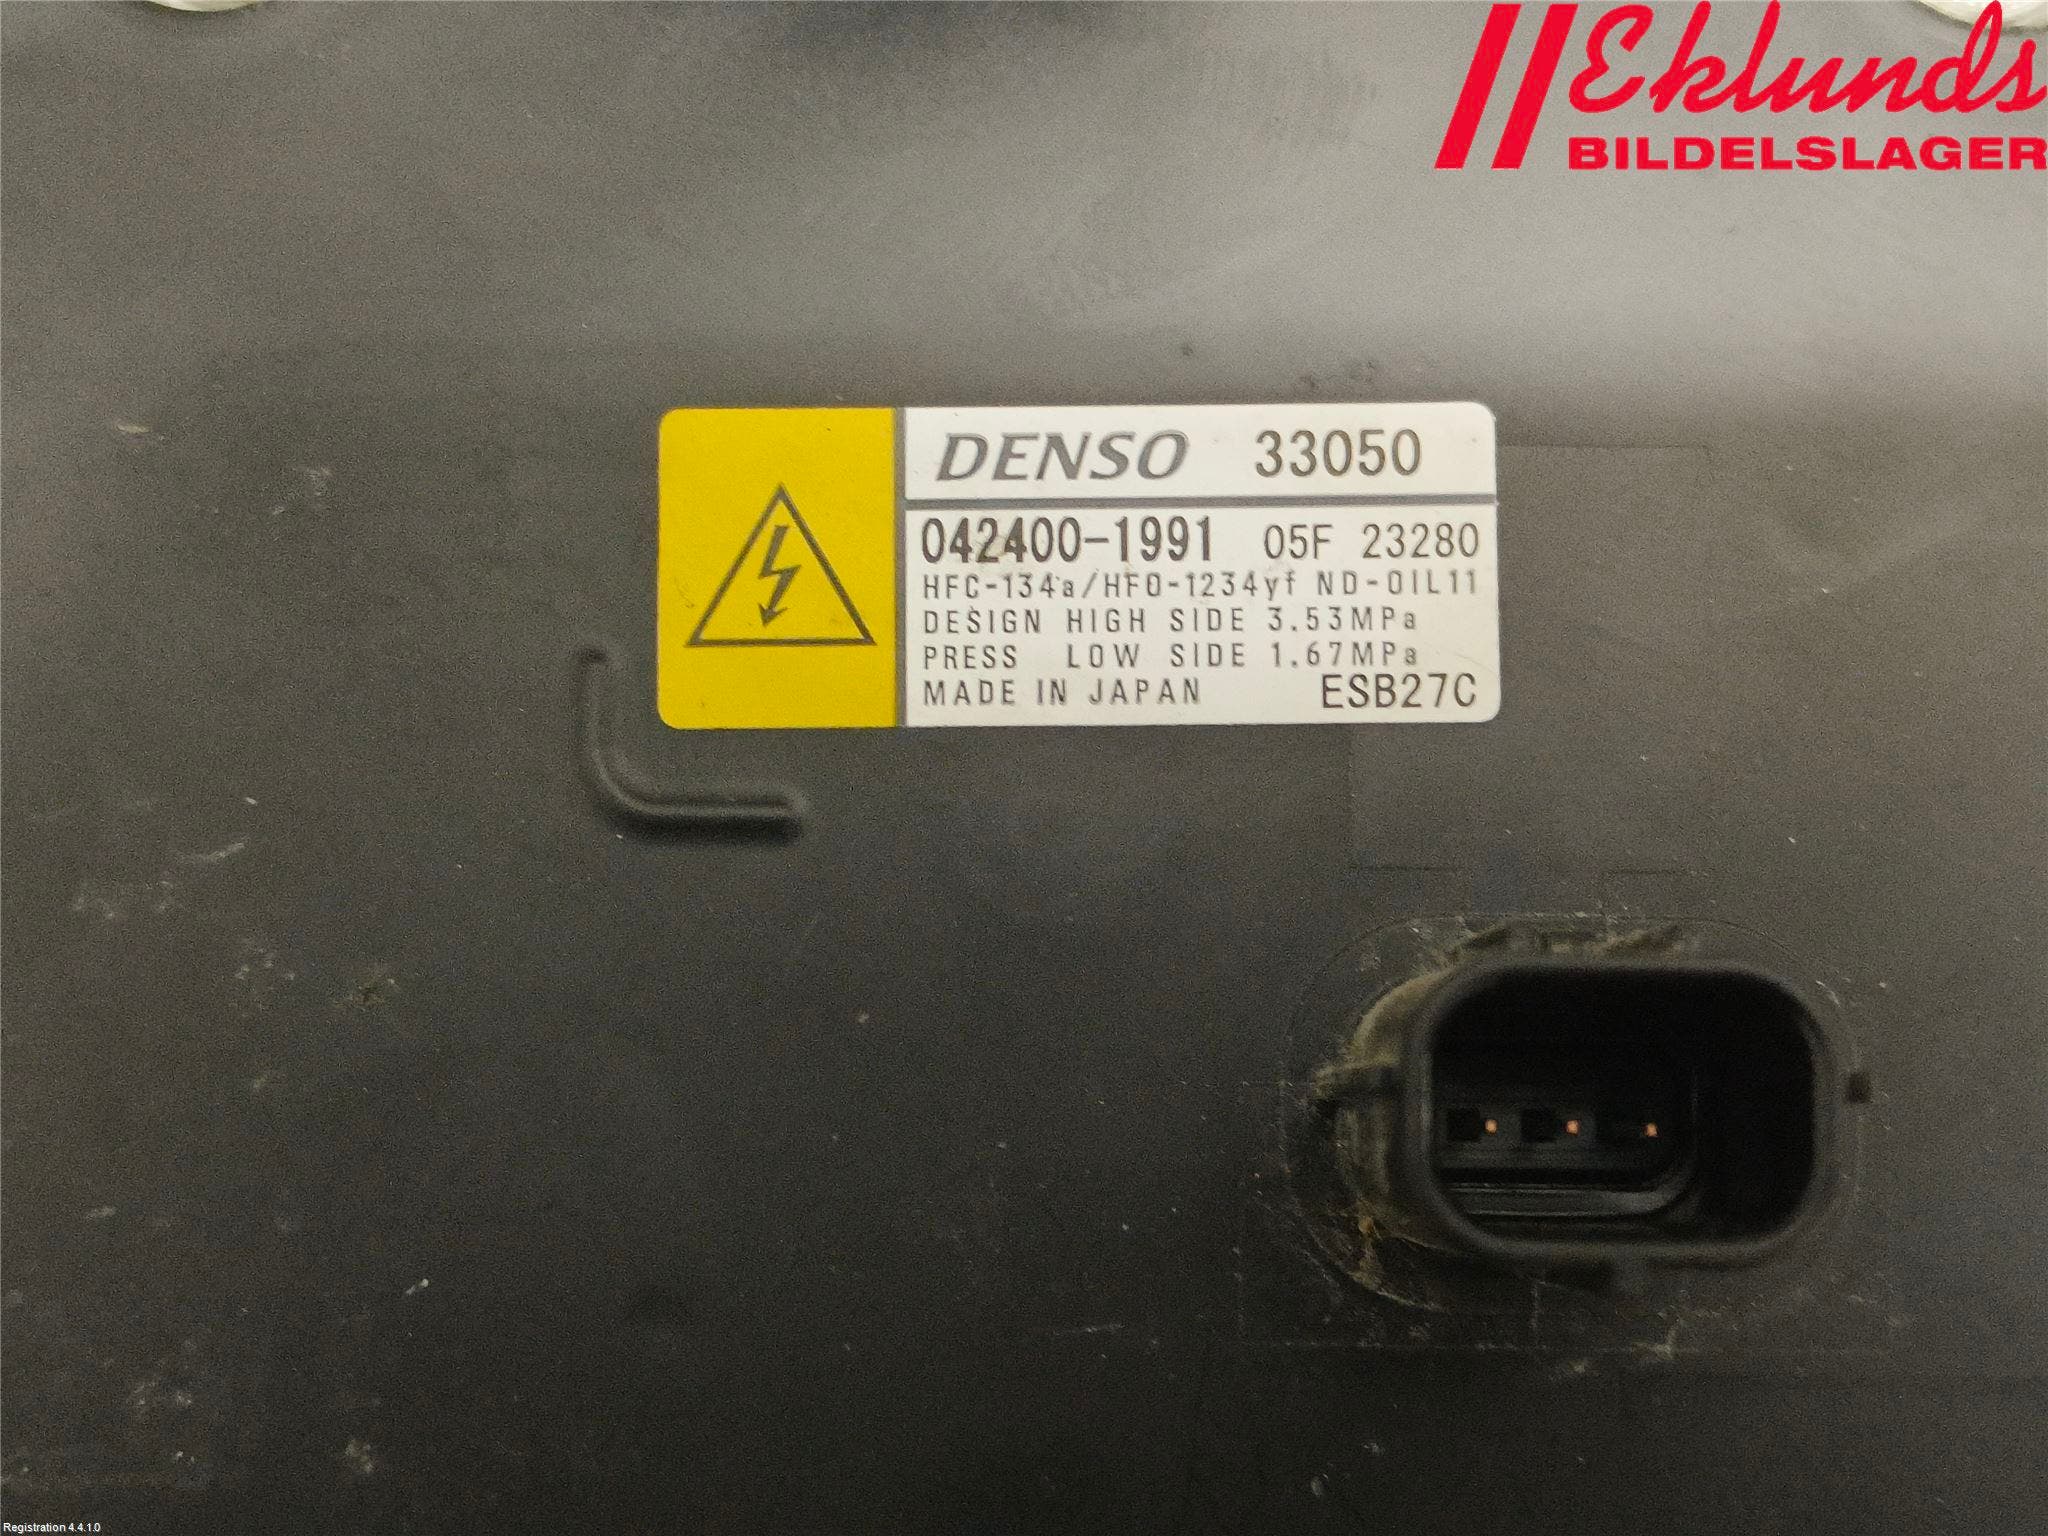 Eklunds
BILDELSLAGER
DENSO 33050
042400-1991 05F 23280
HFC-134a/HFO-1234yf ND-OIL11
DESIGN HIGH SIDE 3.53MPa
PRESS LOW SIDE 1.67MPa
MADE IN JAPAN ESB27C
Registration 4.4.1.0